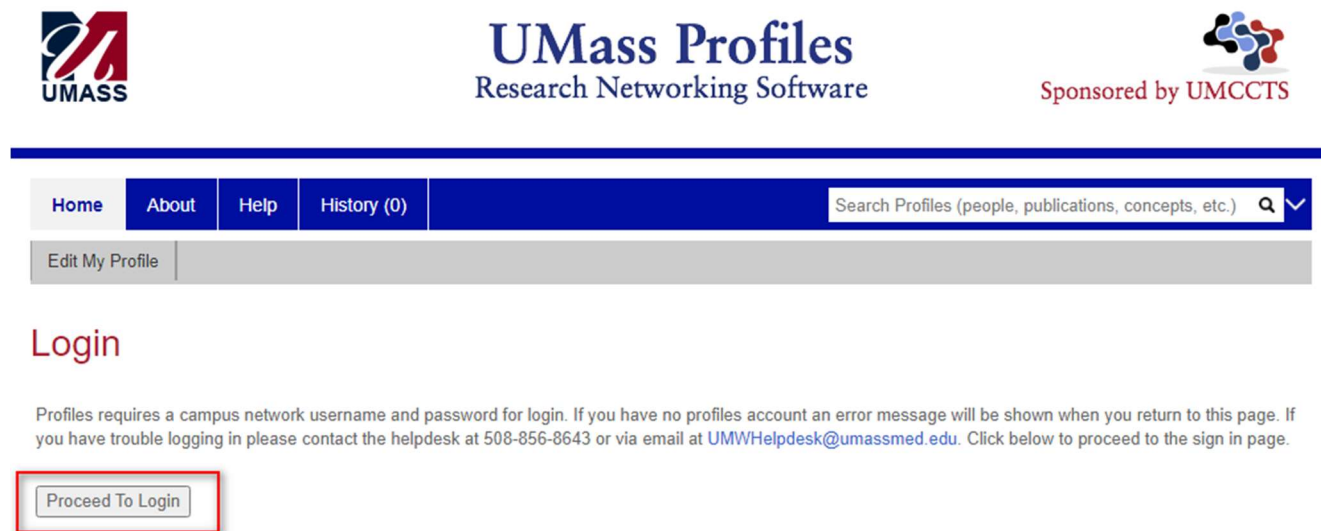 UMASS
UMass Profiles
Research Networking Software
Sponsored by UMCCTS
Home About Help History (0) Search Profiles (people, publications, concepts, etc.)
Edit My Profile
Login
Profiles requires a campus network username and password for login. If you have no profiles account an error message will be shown when you return to this page. If
you have trouble logging in please contact the helpdesk at 508-856-8643 or via email at UMWHelpdesk@umassmed.edu. Click below to proceed to the sign in page.
Proceed To Login